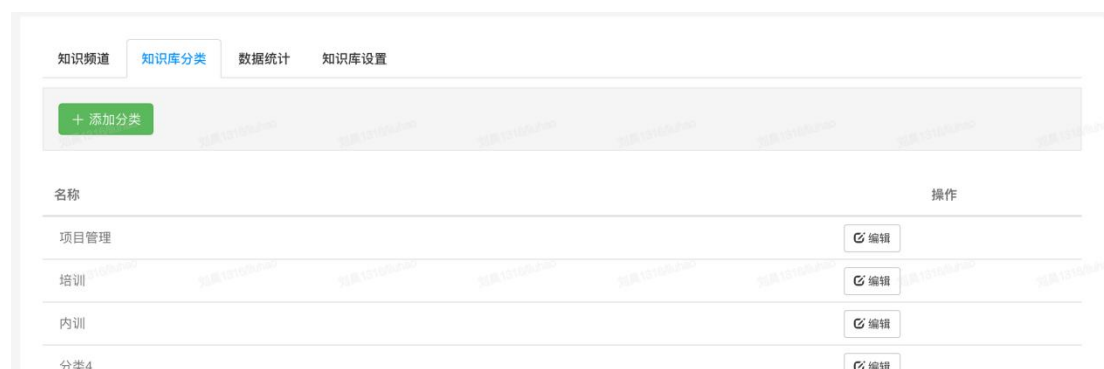 知识频道 知识库分类 数据统计 知识库设置
+ 添加分类
名称 操作
项目管理 编辑
培训 编辑
内训 编辑
分类4 编辑